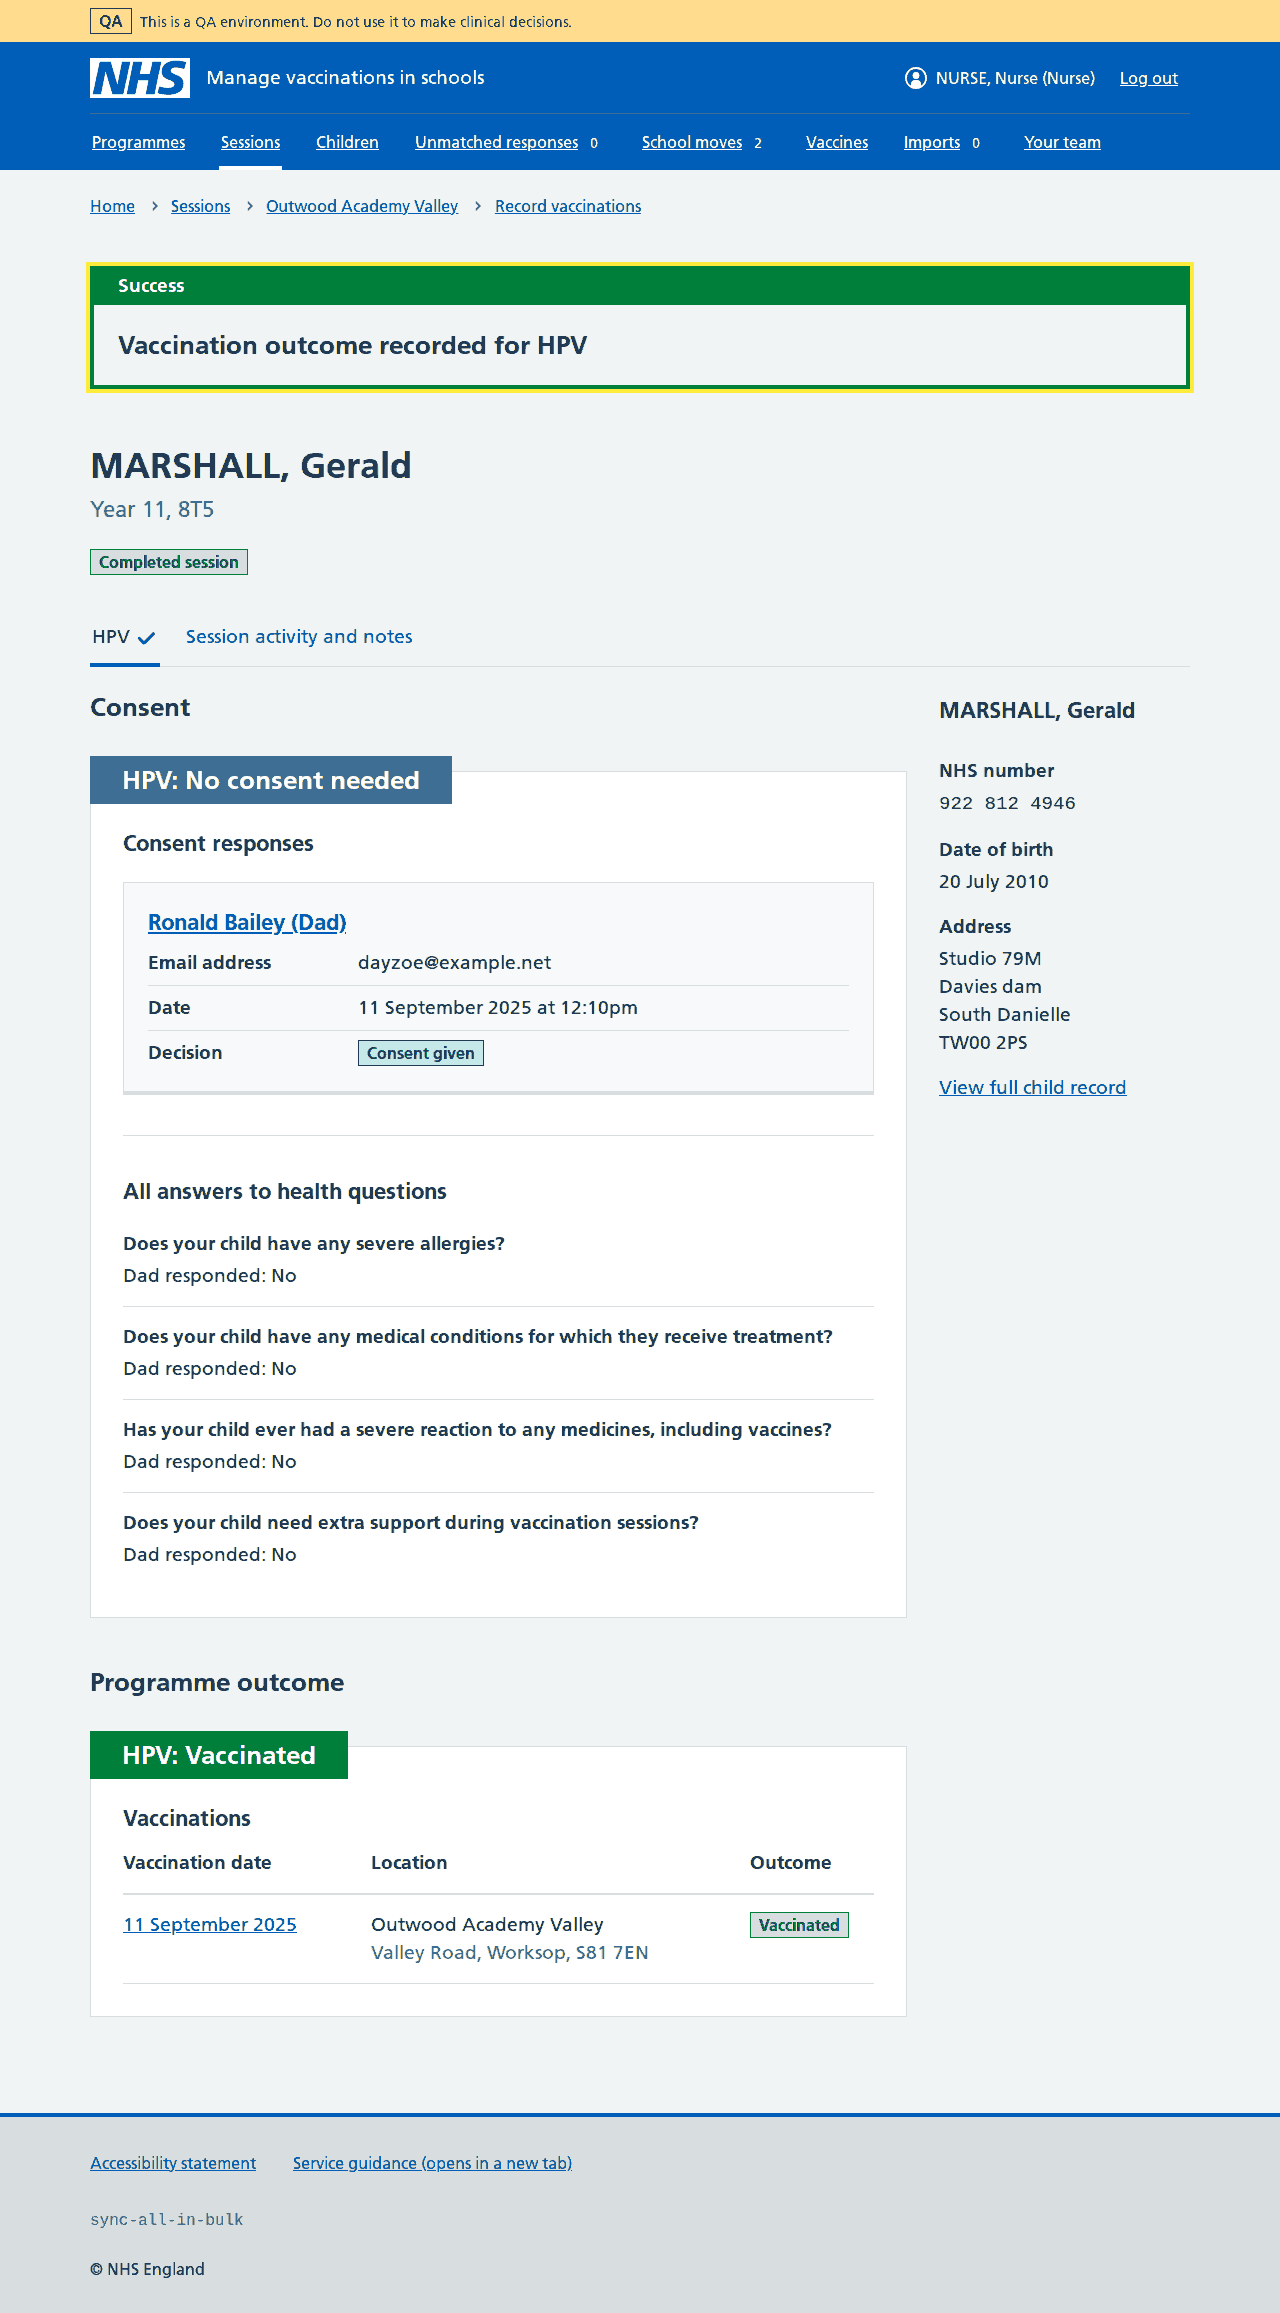 QA This is a QA environment. Do not use it to make clinical decisions.
NHS Manage vaccinations in schools NURSE, Nurse (Nurse) Log out
Programmes Sessions Children Unmatched responses 0 School moves 2 Vaccines Imports 0 Your team
Home › Sessions › Outwood Academy Valley › Record vaccinations
Success
Vaccination outcome recorded for HPV
MARSHALL, Gerald
Year 11, 8T5
Completed session
HPV Session activity and notes
Consent
HPV: No consent needed
Consent responses
Ronald Bailey (Dad)
Email address dayzoe@example.net
Date 11 September 2025 at 12:10pm
Decision Consent given
All answers to health questions
Does your child have any severe allergies?
Dad responded: No
Does your child have any medical conditions for which they receive treatment?
Dad responded: No
Has your child ever had a severe reaction to any medicines, including vaccines?
Dad responded: No
Does your child need extra support during vaccination sessions?
Dad responded: No
MARSHALL, Gerald
NHS number
922 812 4946
Date of birth
20 July 2010
Address
Studio 79M
Davies dam
South Danielle
TW00 2PS
View full child record
Programme outcome
HPV: Vaccinated
Vaccinations
Vaccination date Location Outcome
11 September 2025 Outwood Academy Valley Vaccinated
Valley Road, Worksop, S81 7EN
Accessibility statement Service guidance (opens in a new tab)
sync-all-in-bulk
© NHS England